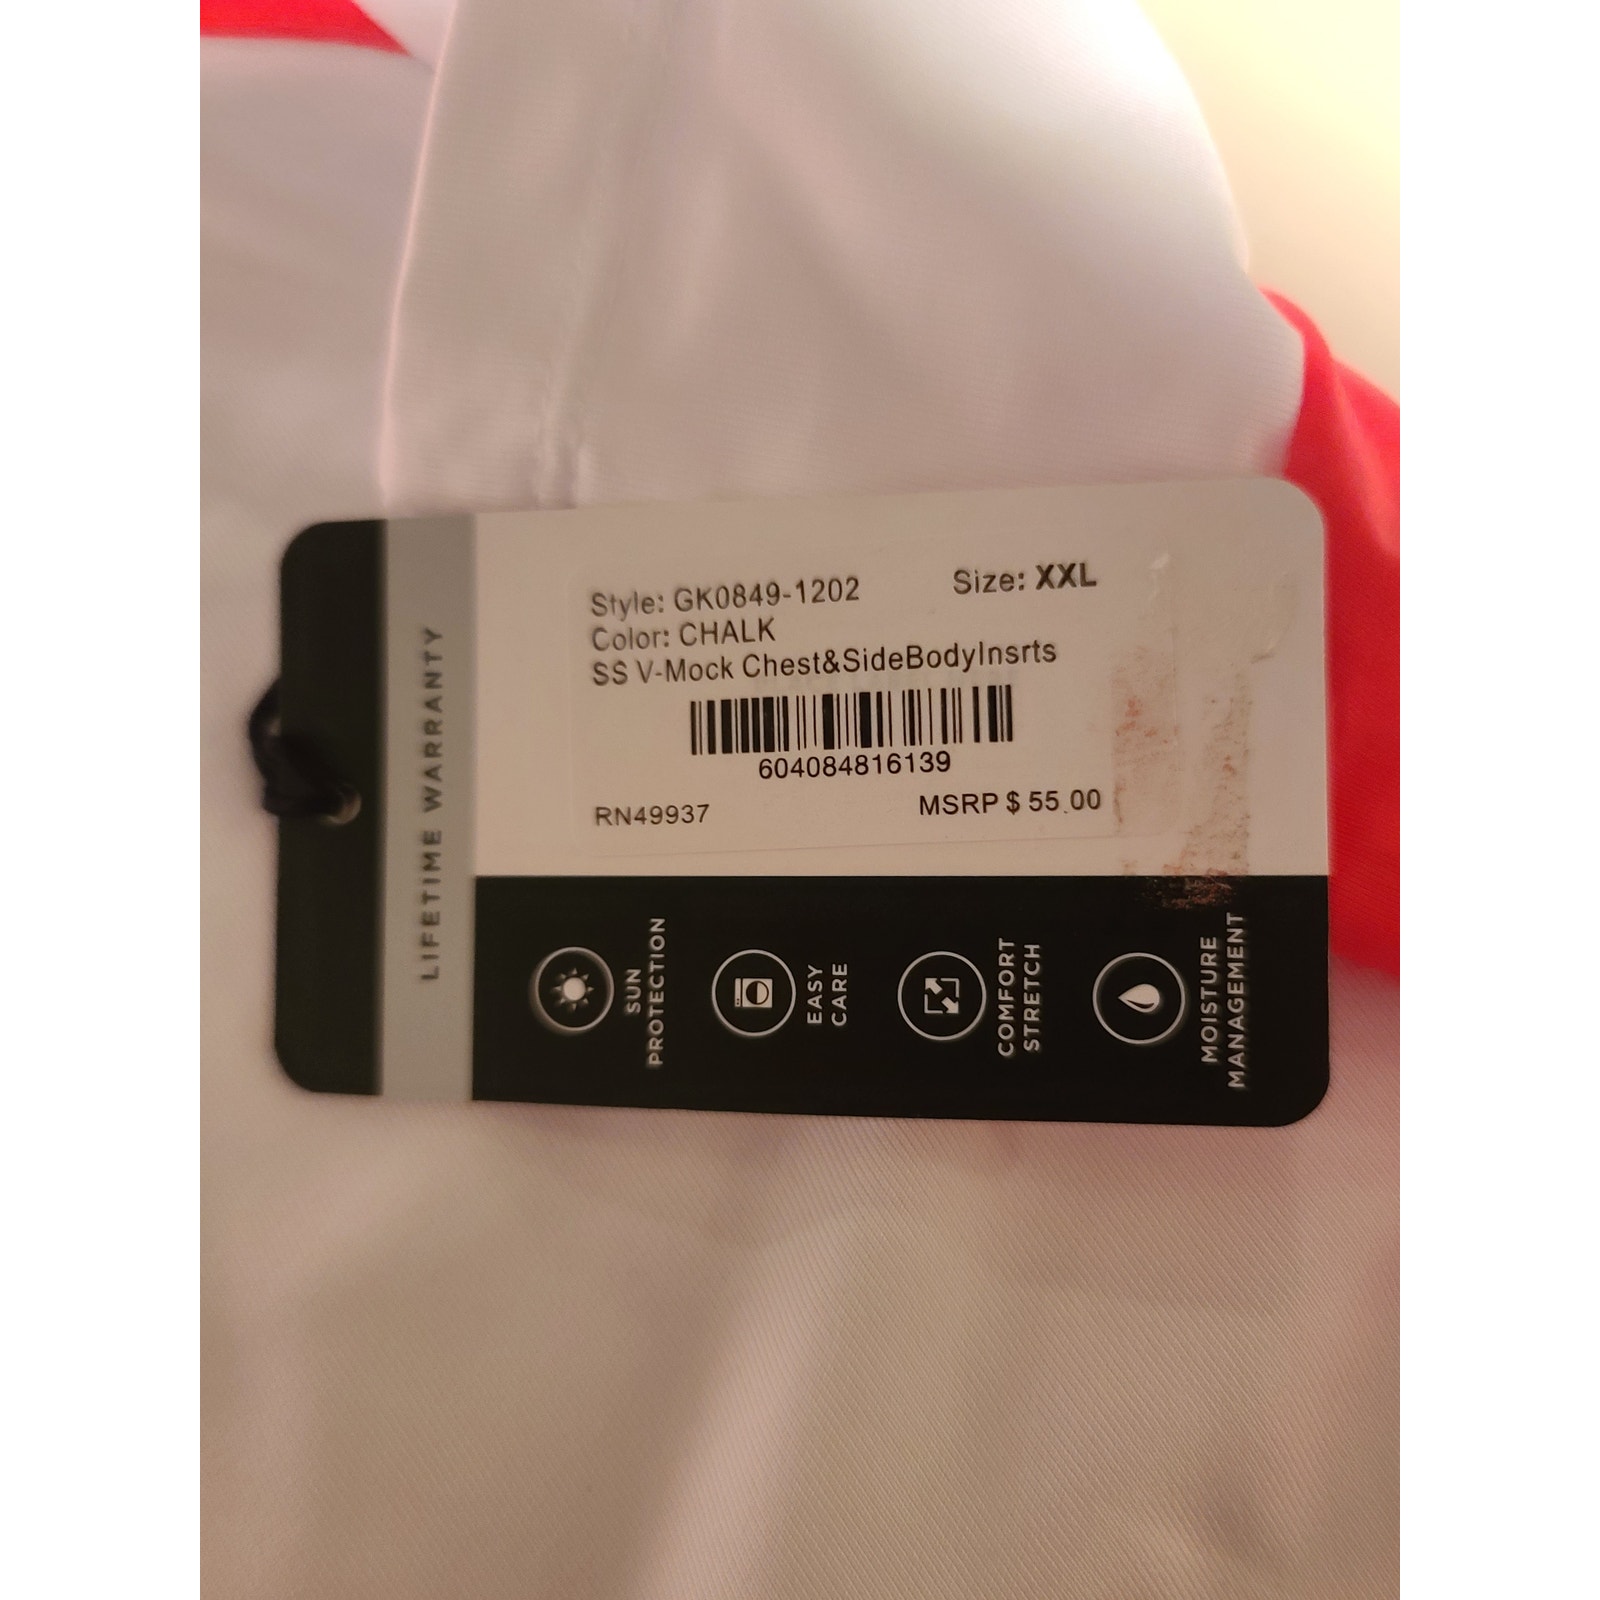 Style: GK0849-1202 Size: XXL
Color: CHALK
SS V-Mock Chest&SideBodyInsrts
604084816139
RN49937 MSRP $ 55.00
LIFETIME WARRANTY
SUN
PROTECTION
EASY
CARE
COMFORT
STRETCH
MOISTURE
MANAGEMENT